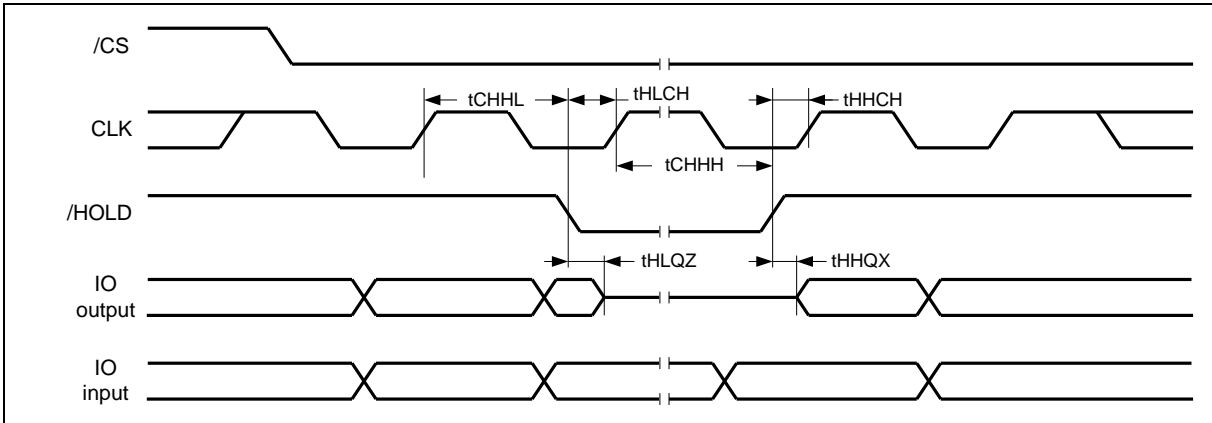 /CS
tCHHL
tHLCH
tHHCH
CLK
tCHHH
/HOLD
tHLQZ
tHHQX
IO
output
IO
input